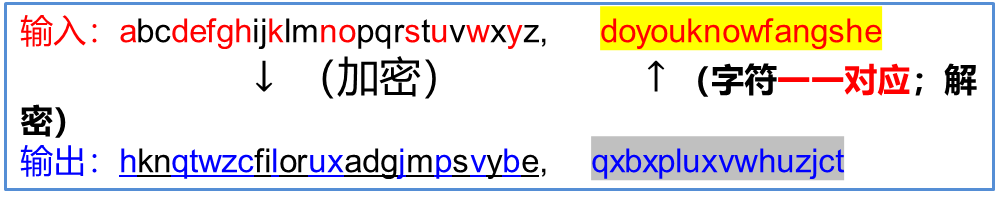 输入：abcdefghijklmnopqrstuvwxyz, doyouknowfangshe
↓ （加密） ↑（字符一一对应；解
密）
输出：hknqtwzcfiloruxadgjmpsvybe, qxbxpluxvwhuzjct